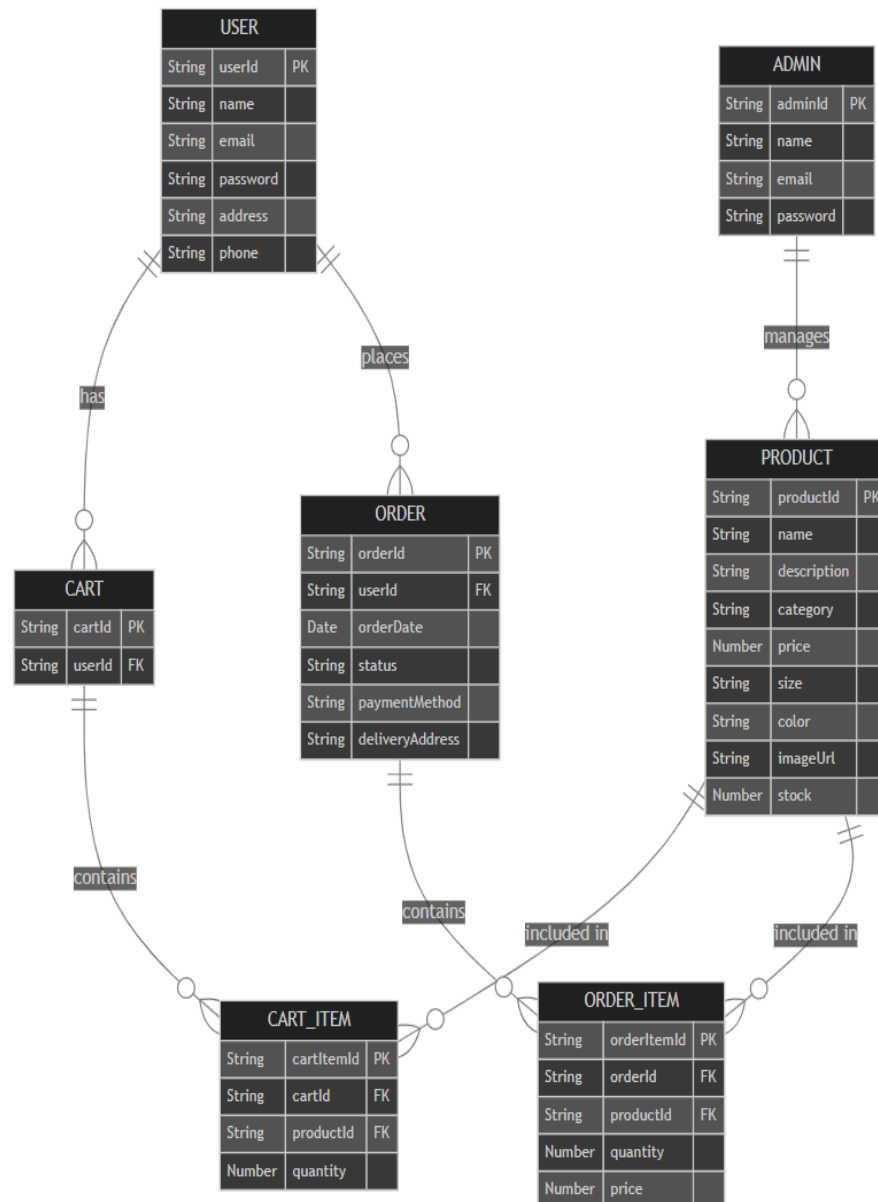 USER
String userId PK
String name
String email
String password
String address
String phone
ADMIN
String adminId PK
String name
String email
String password
has
places
manages
CART
String cartId PK
String userId FK
ORDER
String orderId PK
String userId FK
Date orderDate
String status
String paymentMethod
String deliveryAddress
PRODUCT
String productId PK
String name
String description
String category
Number price
String size
String color
String imageUrl
Number stock
contains
contains
included in
included in
CART_ITEM
String cartItemId PK
String cartId FK
String productId FK
Number quantity
ORDER_ITEM
String orderItemId PK
String orderId FK
String productId FK
Number quantity
Number price